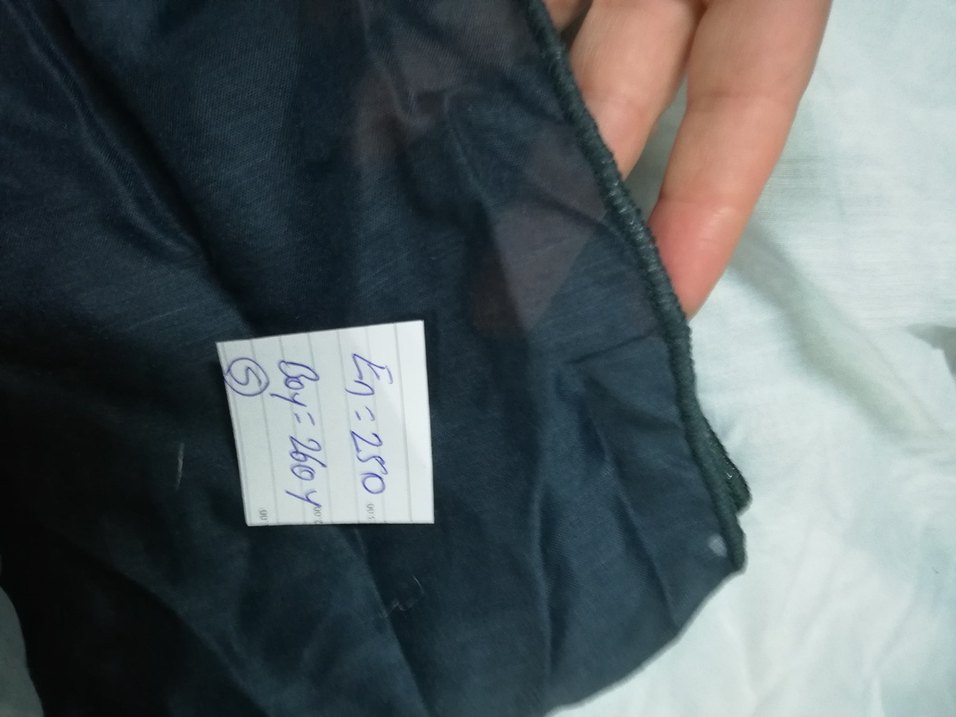 En = 250
Boy = 260 y
5